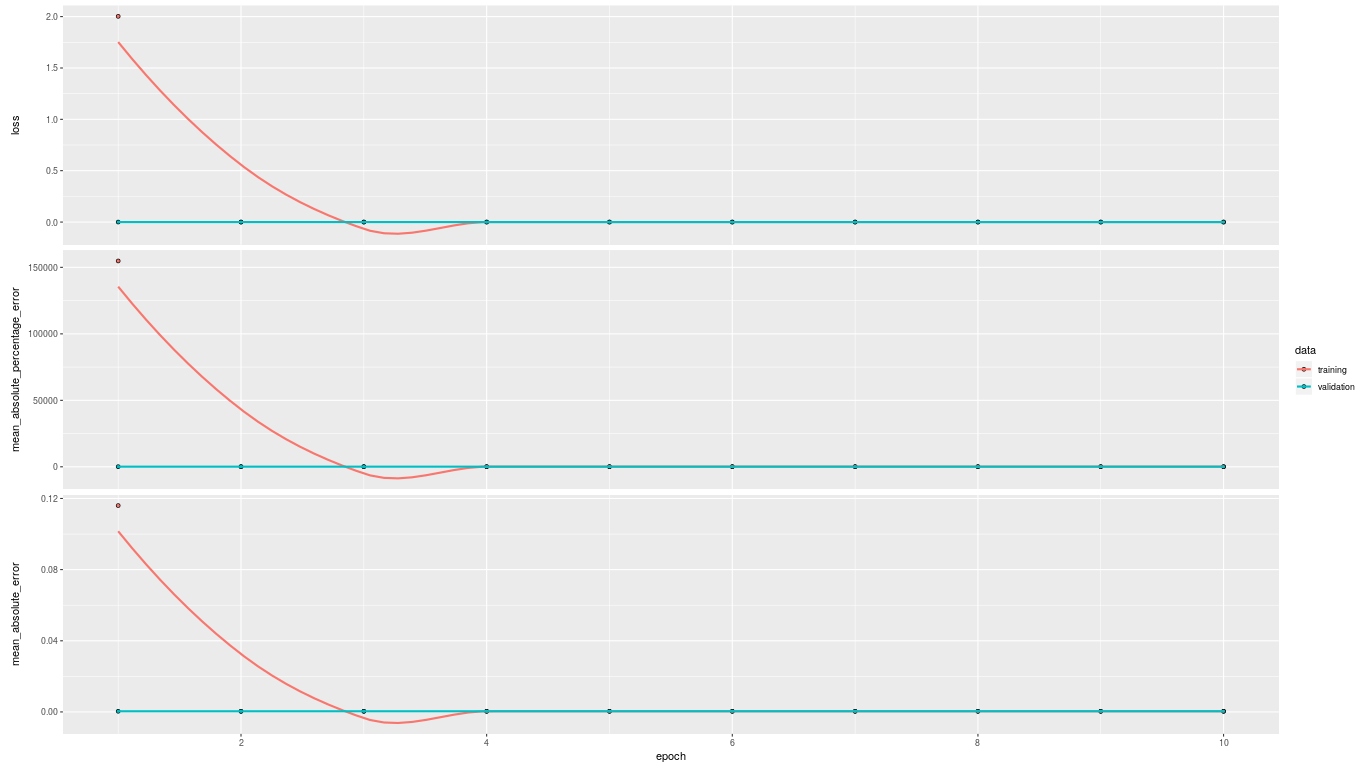 loss
2.0
1.5
1.0
0.5
0.0
mean_absolute_percentage_error
150000
100000
50000
0
mean_absolute_error
0.12
0.08
0.04
0.00
2 4 6 8 10
epoch
data
training
validation